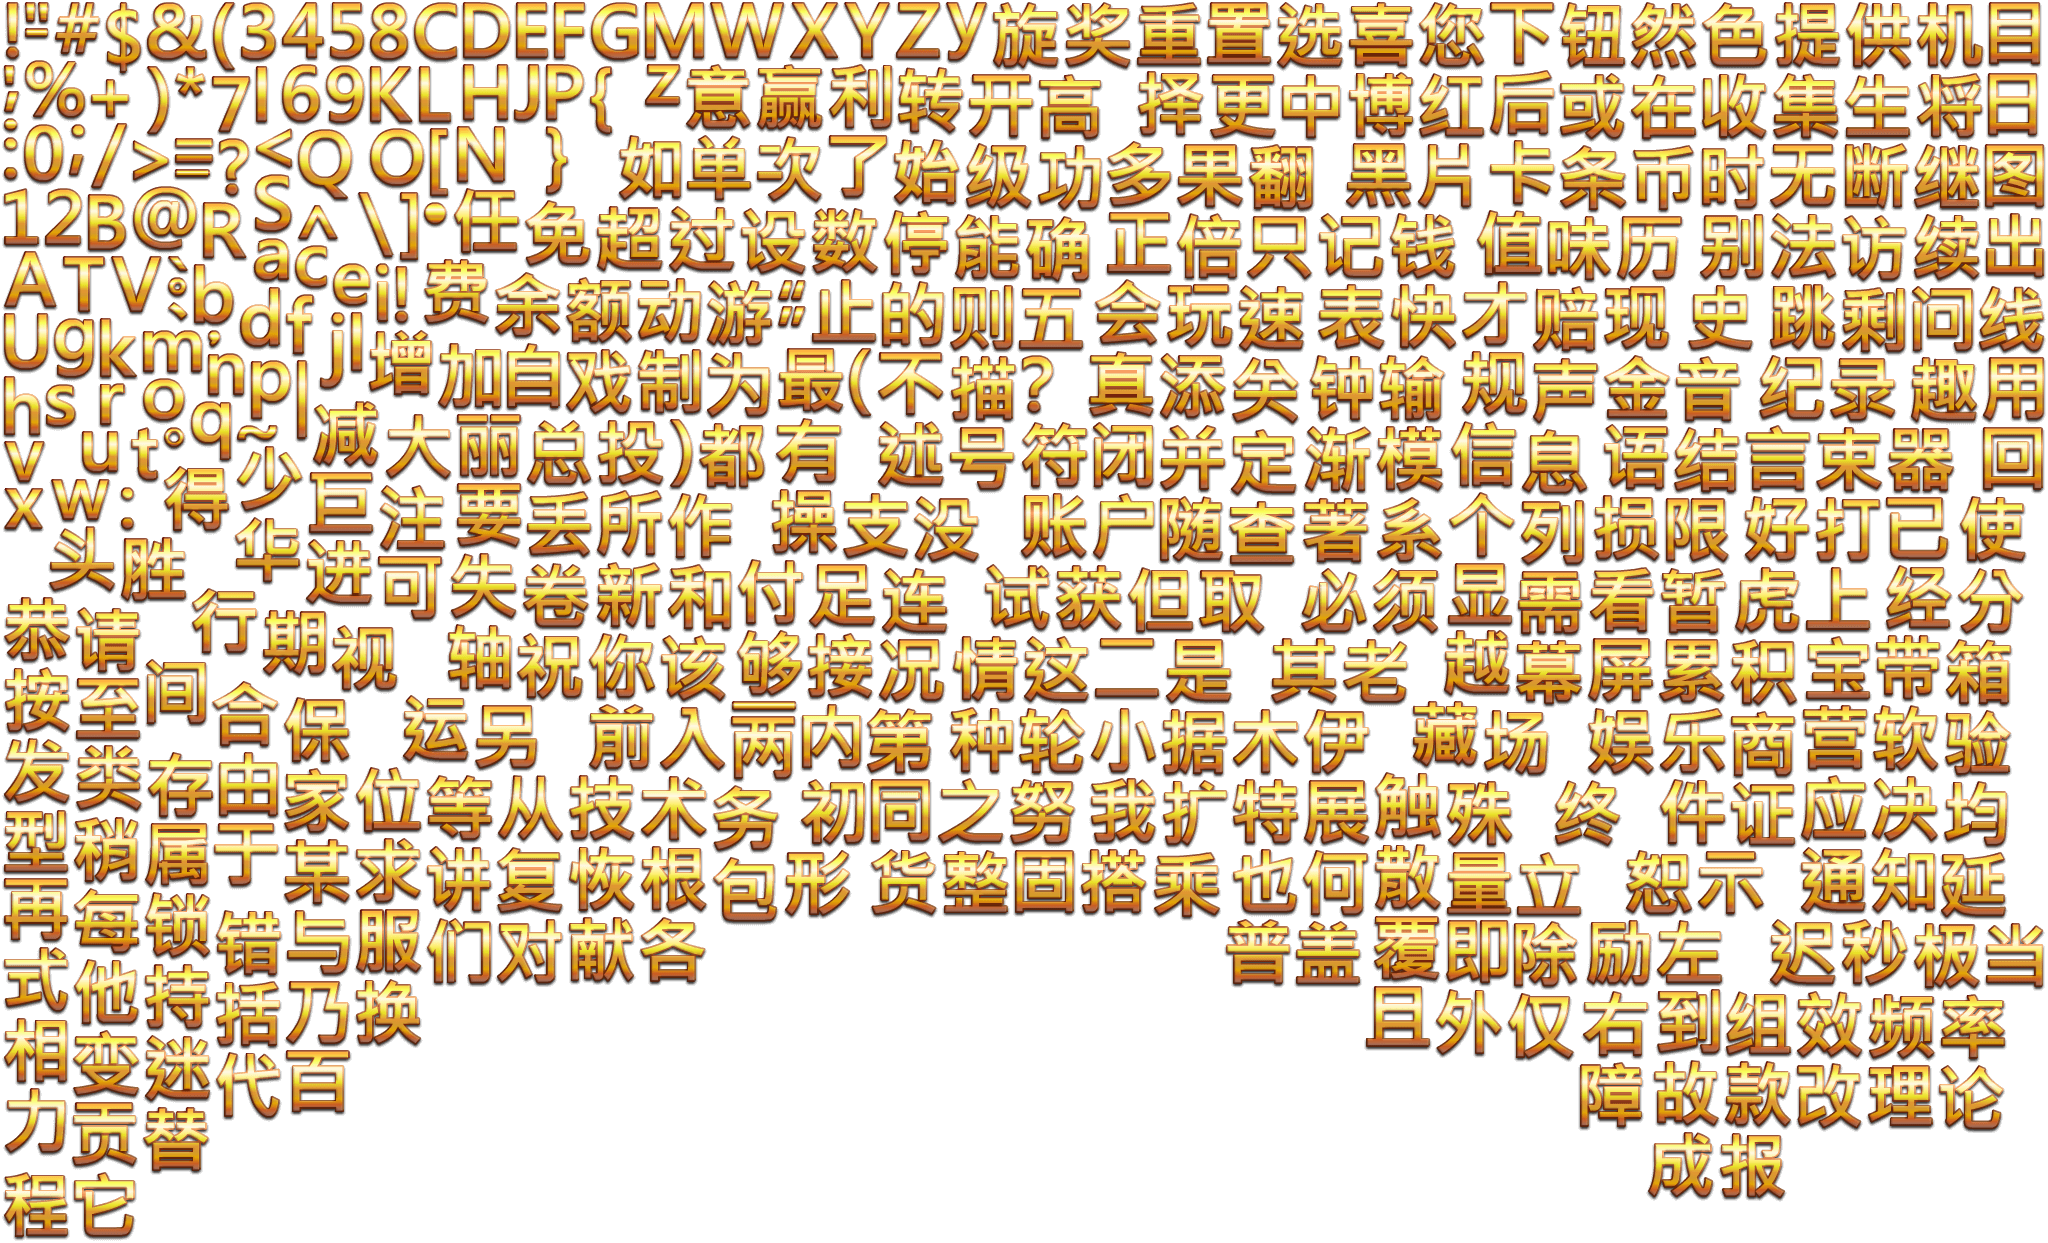 !"#$&(3458CDEFGMWXYZy旋奖重置选喜您下钮然色提供机目
;%+)*7I69KLHJP{z意赢利转开高择更中博红后或在收集生将日
:0;/>=?<QO[N}如单次了始级功多果翻黑片卡条币时无断继图
12B@RS^\]•任免超过设数停能确正倍只记钱值味历别法访续出
ATV:baceidf!费余额动游“止的则五会玩速表快才赔现史跳剩问线
Ugkm'npjl增加自戏制为最(不描?真添关钟输规声金音纪录趣用
hsroq|减大丽总投)都有述号符闭并定渐模信息语结言束器回
vut°~少巨注要丢所作操支没账户随查著系个列损限好打已使
xw:得头胜华进可失卷新和付足连试获但取必须显需看暂虎上经分
恭请行期视轴祝你该够接况情这二是其老越幕屏累积宝带箱
按至间合保运另前入两内第种轮小据木伊藏场娱乐商营软验
发类存由家位等从技术务初同之努我扩特展触殊终件证应决均
型稍属于某求讲复恢根包形货整固搭乘也何散量立恕示通知延
再每锁错与服们对献各普盖覆即除励左迟秒极当
式他持括乃换且外仅右到组效频率
相变迷代百障故款改理论
力贡替成报
程它